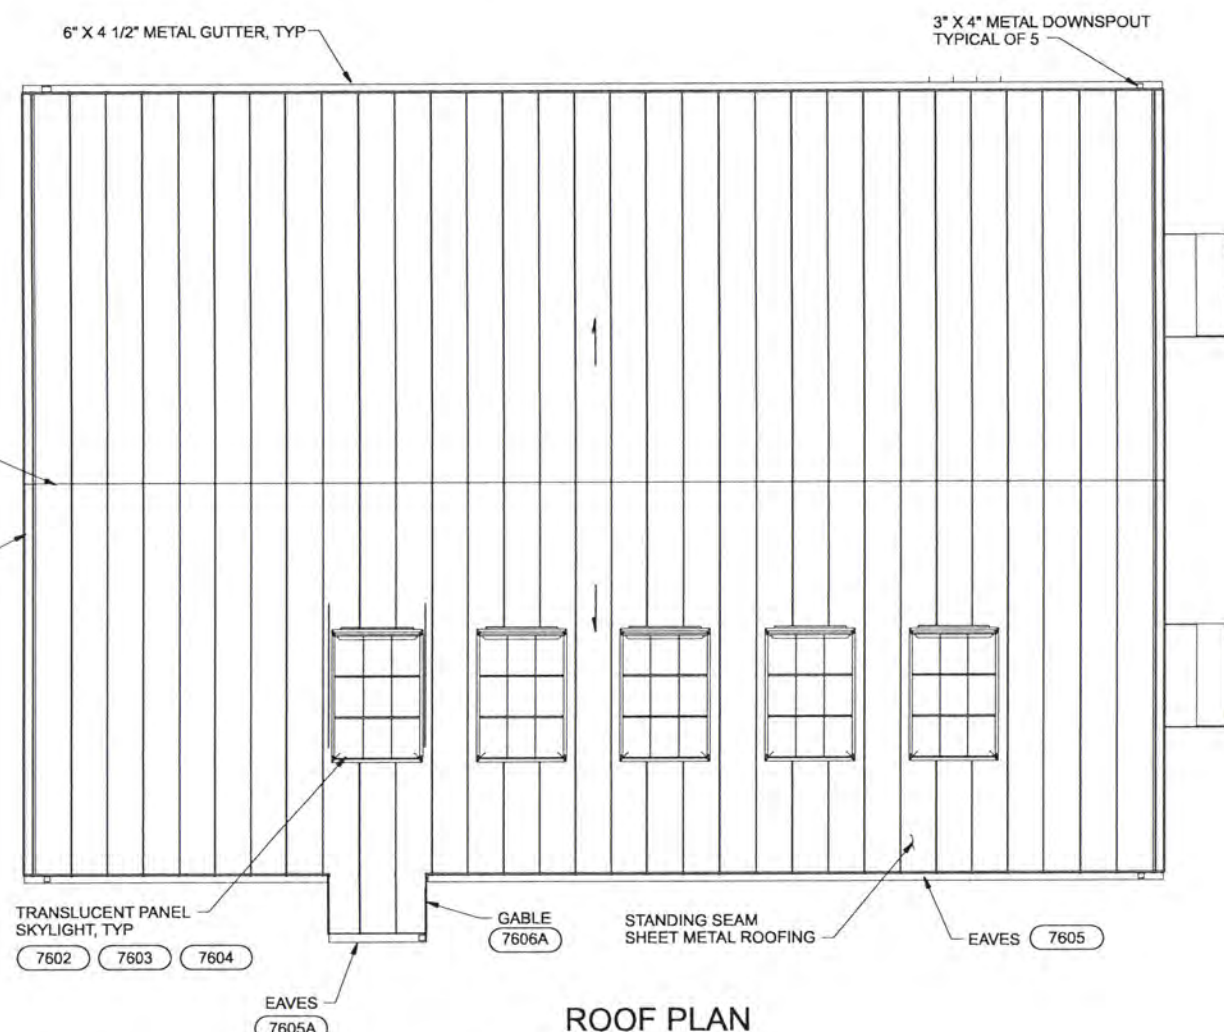 6" X 4 1/2" METAL GUTTER, TYP
3" X 4" METAL DOWNSPOUT
TYPICAL OF 5
TRANSLUCENT PANEL
SKYLIGHT, TYP
7602 7603 7604
GABLE
7606A
STANDING SEAM
SHEET METAL ROOFING
EAVES 7605
EAVES
7605A
ROOF PLAN